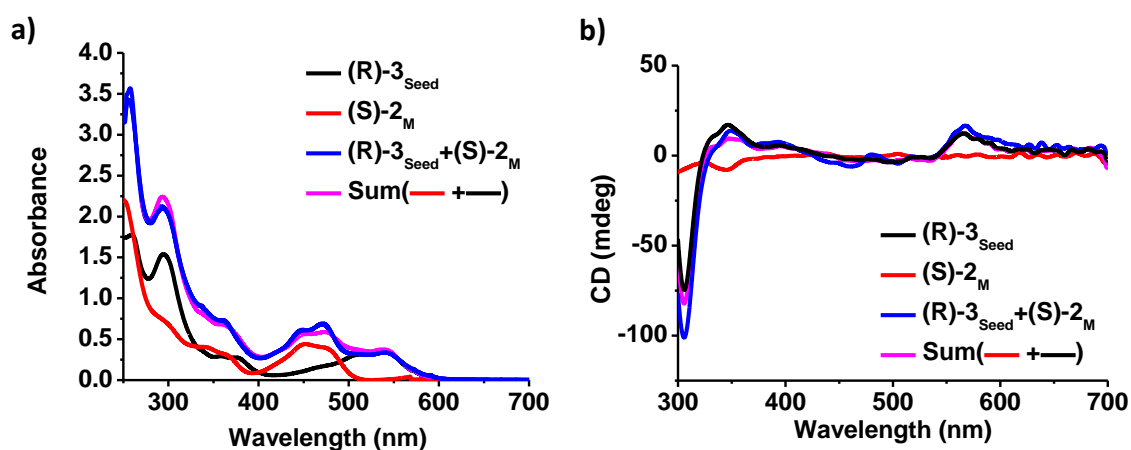 a)
4.0
3.5
3.0
2.5
2.0
1.5
1.0
0.5
0.0
Absorbance
300 400 500 600 700
Wavelength (nm)
(R)-3Seed
(S)-2M
(R)-3Seed+(S)-2M
Sum(— +—)
b)
50
0
-50
-100
CD (mdeg)
300 400 500 600 700
Wavelength (nm)
(R)-3Seed
(S)-2M
(R)-3Seed+(S)-2M
Sum(— +—)